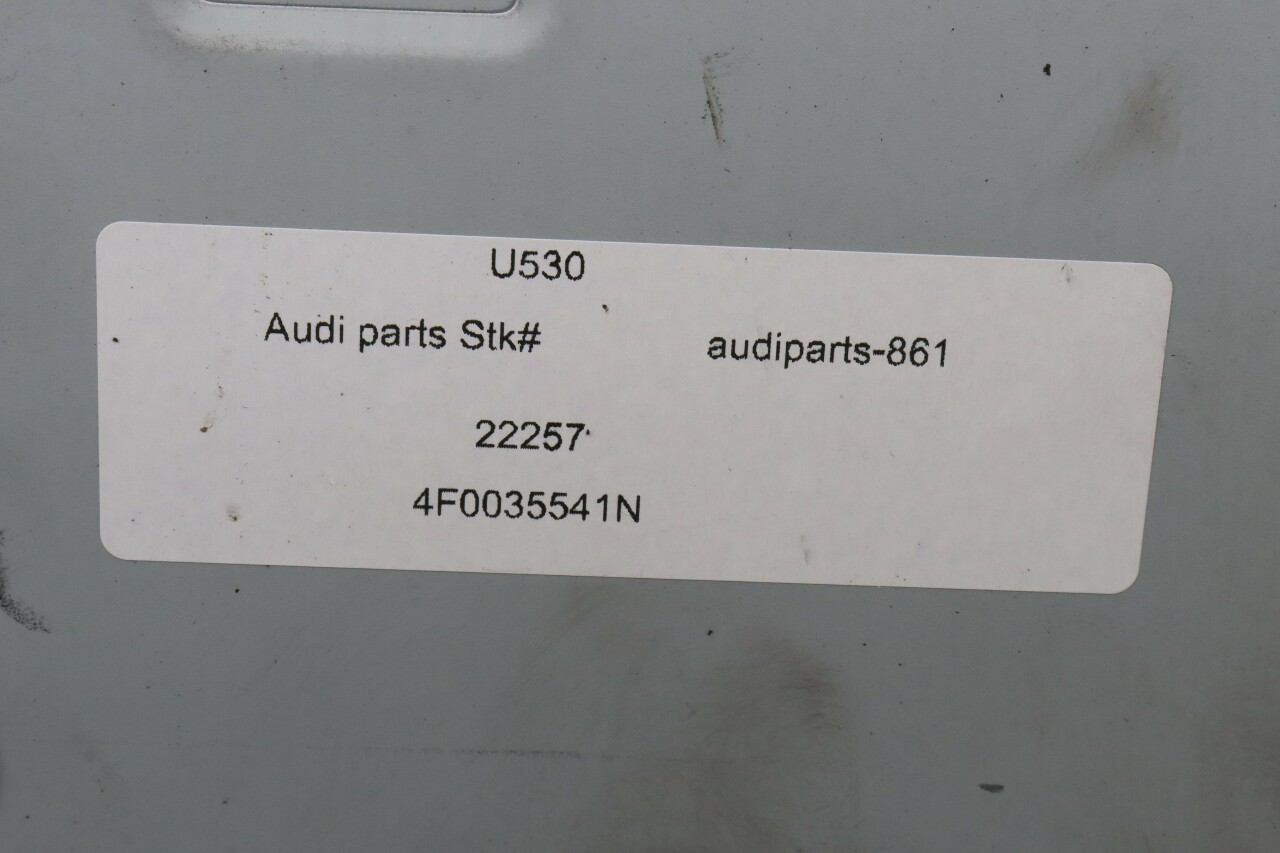 U530
Audi parts Stk# audiparts-861
22257
4F0035541N